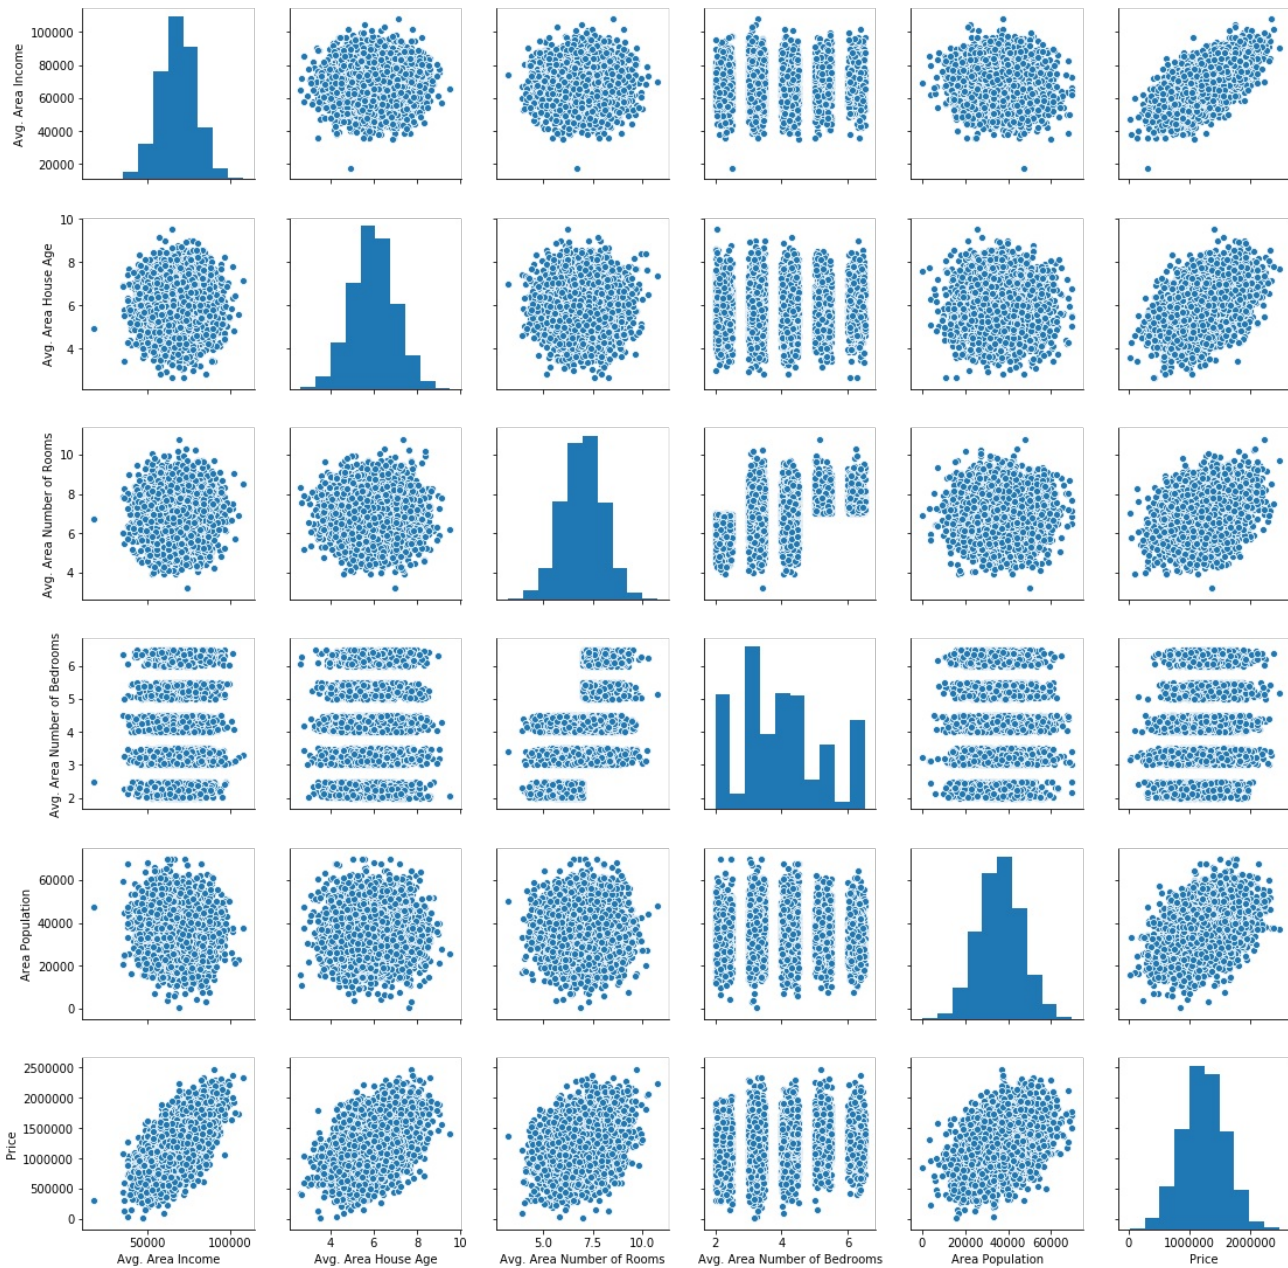 Avg. Area Income
100000
80000
60000
40000
20000
Avg. Area House Age
10
8
6
4
Avg. Area Number of Rooms
10
8
6
4
Avg. Area Number of Bedrooms
6
5
4
3
2
Area Population
60000
40000
20000
0
Price
2500000
2000000
1500000
1000000
500000
0
50000 100000
4 6 8 10
5.0 7.5 10.0
2 4 6
0 20000 40000 60000
0 1000000 2000000
Avg. Area Income
Avg. Area House Age
Avg. Area Number of Rooms
Avg. Area Number of Bedrooms
Area Population
Price